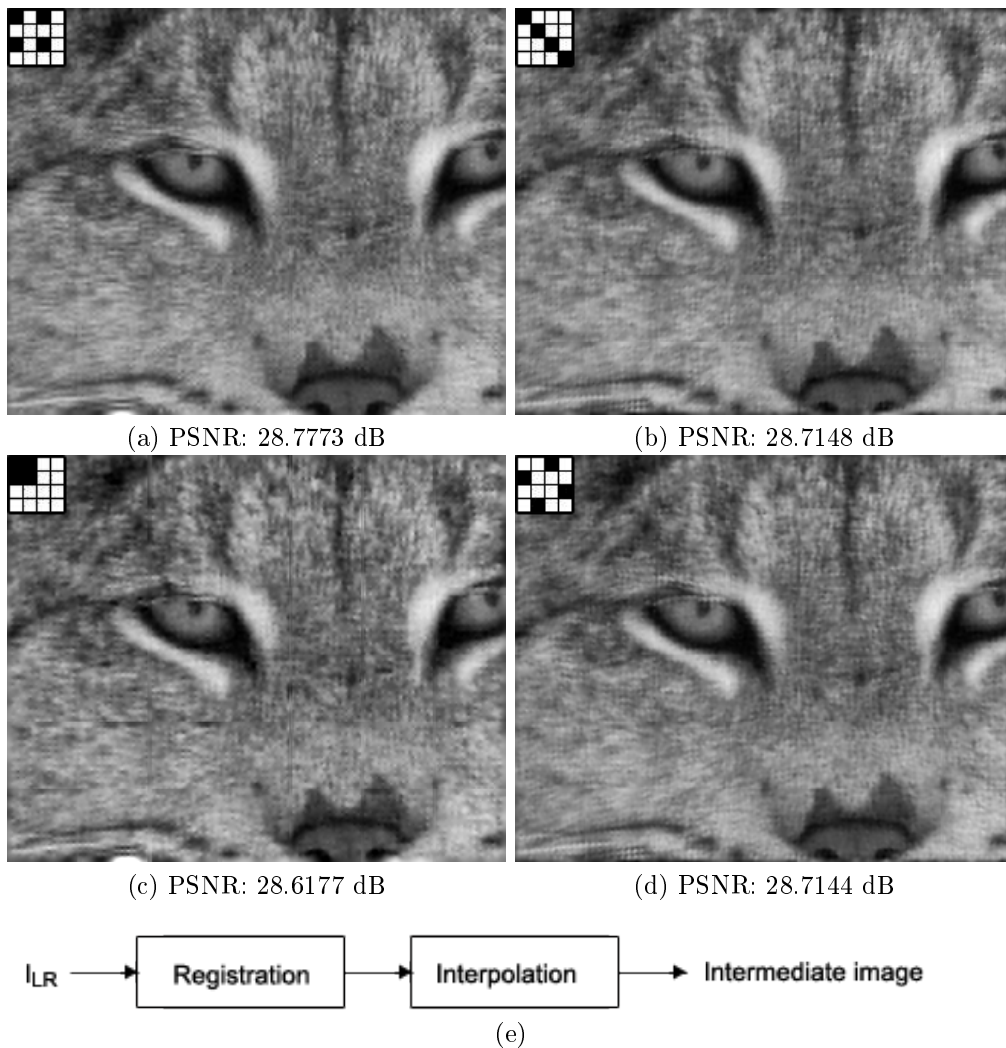 (a) PSNR: 28.7773 dB
(b) PSNR: 28.7148 dB
(c) PSNR: 28.6177 dB
(d) PSNR: 28.7144 dB
I_LR
Registration
Interpolation
Intermediate image
(e)